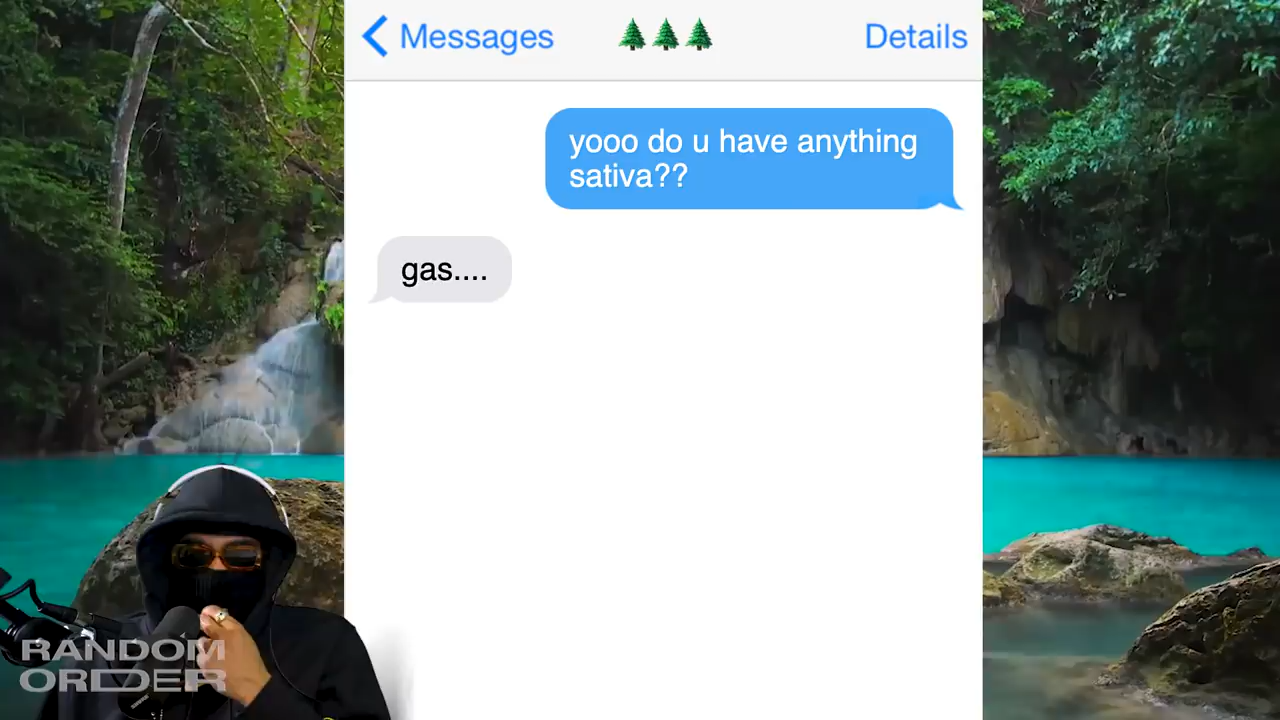 Messages
🌲🌲🌲
Details
yooo do u have anything
sativa??
gas....
RANDOM
ORDER